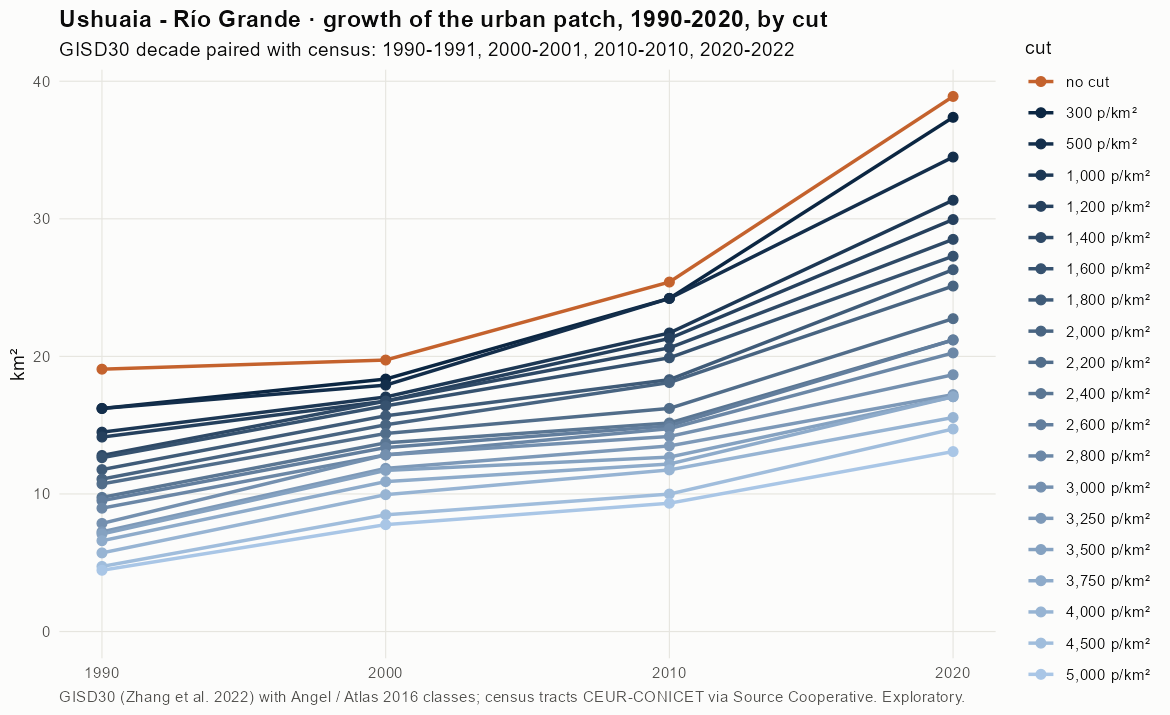 Ushuaia - Río Grande · growth of the urban patch, 1990-2020, by cut
GISD30 decade paired with census: 1990-1991, 2000-2001, 2010-2010, 2020-2022
km²
40
30
20
10
0
1990
2000
2010
2020
cut
no cut
300 p/km²
500 p/km²
1,000 p/km²
1,200 p/km²
1,400 p/km²
1,600 p/km²
1,800 p/km²
2,000 p/km²
2,200 p/km²
2,400 p/km²
2,600 p/km²
2,800 p/km²
3,000 p/km²
3,250 p/km²
3,500 p/km²
3,750 p/km²
4,000 p/km²
4,500 p/km²
5,000 p/km²
GISD30 (Zhang et al. 2022) with Angel / Atlas 2016 classes; census tracts CEUR-CONICET via Source Cooperative. Exploratory.